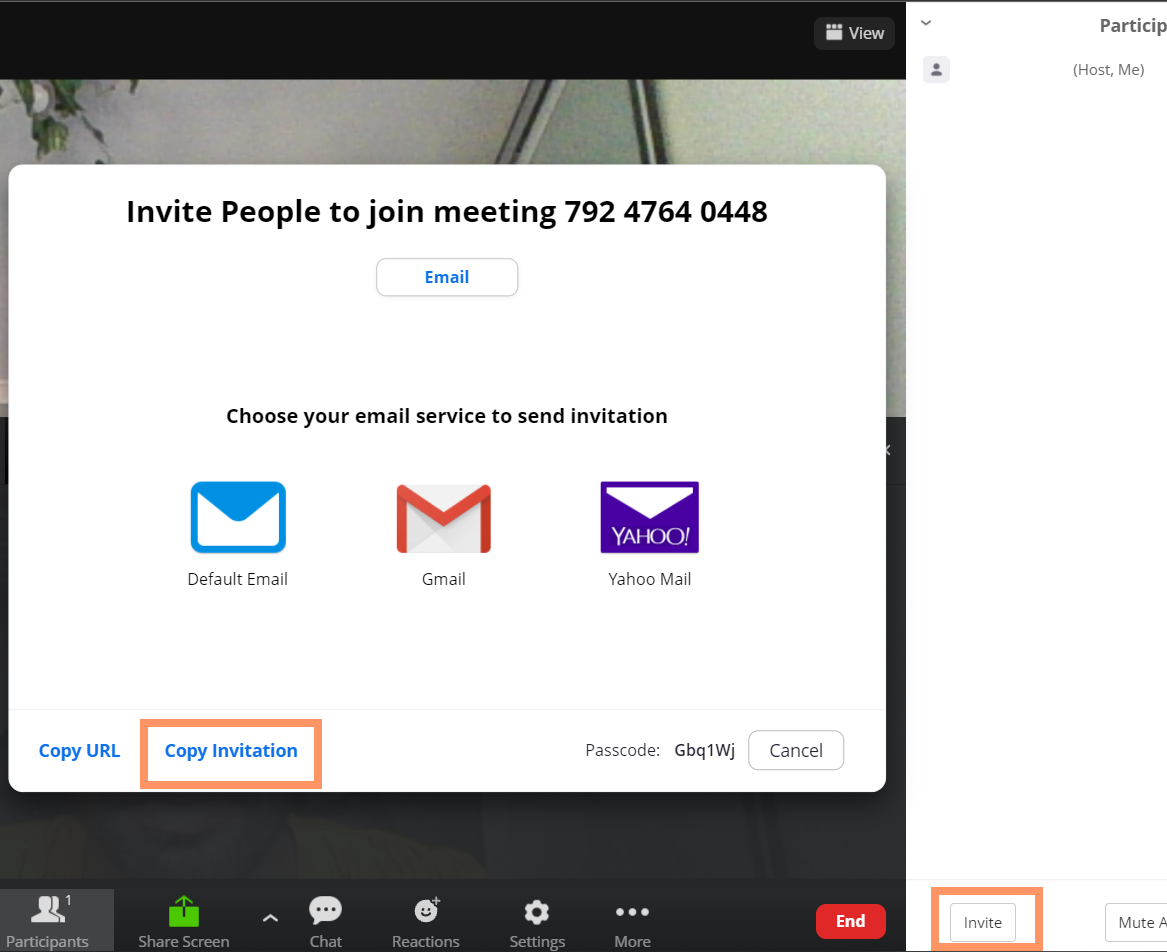 View
Particip
(Host, Me)
Invite People to join meeting 792 4764 0448
Email
Choose your email service to send invitation
YAHOO!
Default Email
Gmail
Yahoo Mail
Copy URL
Copy Invitation
Passcode: Gbq1Wj
Cancel
1
Participants
Share Screen
Chat
Reactions
Settings
More
End
Invite
Mute A